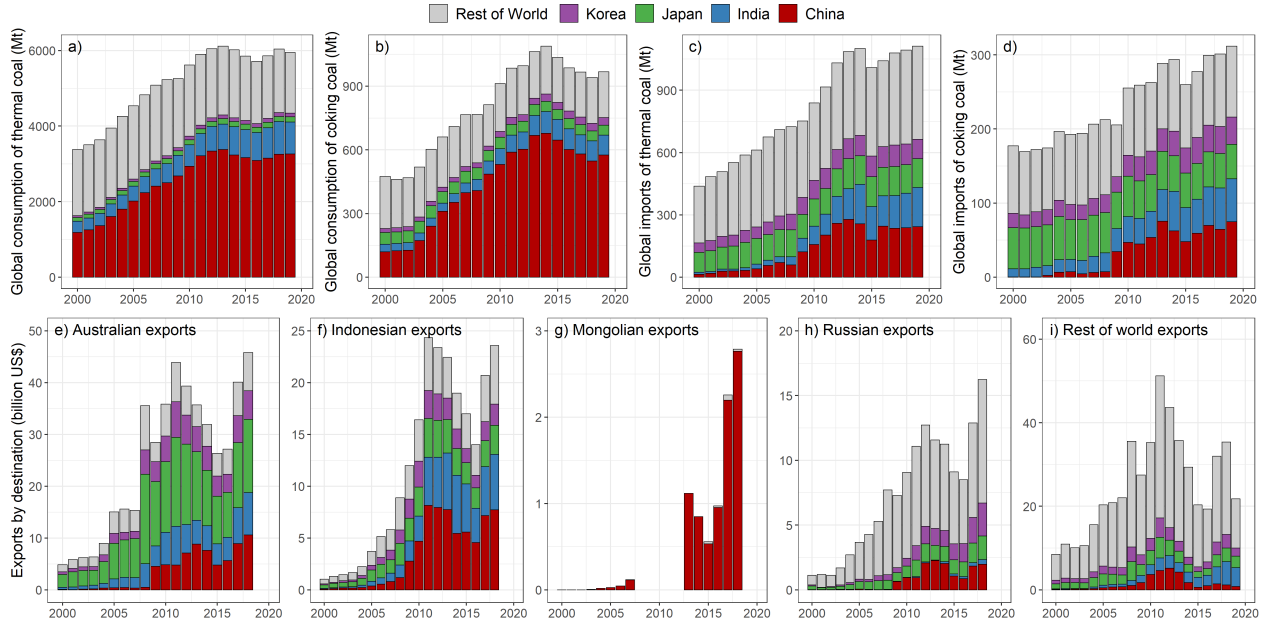 Rest of World Korea Japan India China
Global consumption of thermal coal (Mt)
a)
6000
4000
2000
0
2000 2005 2010 2015 2020
Global consumption of coking coal (Mt)
b)
900
600
300
0
2000 2005 2010 2015 2020
Global imports of thermal coal (Mt)
c)
900
600
300
0
2000 2005 2010 2015 2020
Global imports of coking coal (Mt)
d)
300
200
100
0
2000 2005 2010 2015 2020
Exports by destination (billion US$)
e) Australian exports
50
40
30
20
10
0
2000 2005 2010 2015 2020
f) Indonesian exports
25
20
15
10
5
0
2000 2005 2010 2015 2020
g) Mongolian exports
3
2
1
0
2000 2005 2010 2015 2020
h) Russian exports
20
15
10
5
0
2000 2005 2010 2015 2020
i) Rest of world exports
60
40
20
0
2000 2005 2010 2015 2020